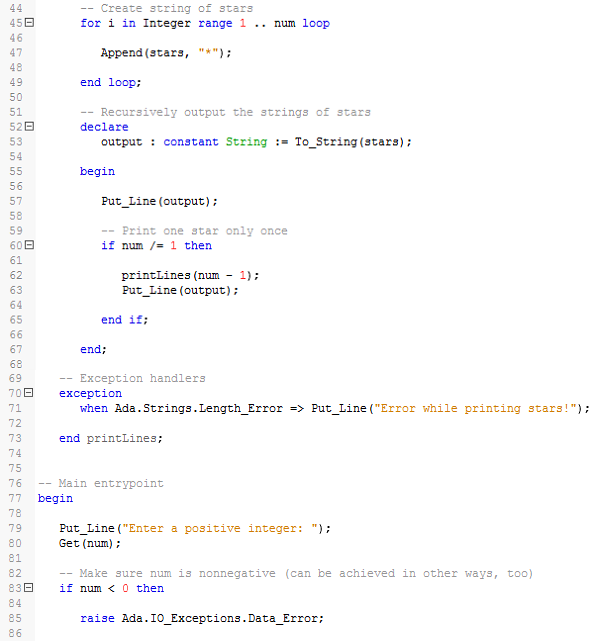 44 -- Create string of stars
45 for i in Integer range 1 .. num loop
46
47 Append(stars, "*");
48
49 end loop;
50
51 -- Recursively output the strings of stars
52 declare
53 output : constant String := To_String(stars);
54
55 begin
56
57 Put_Line(output);
58
59 -- Print one star only once
60 if num /= 1 then
61
62 printLines(num - 1);
63 Put_Line(output);
64
65 end if;
66
67 end;
68
69 -- Exception handlers
70 exception
71 when Ada.Strings.Length_Error => Put_Line("Error while printing stars!");
72
73 end printLines;
74
75
76 -- Main entrypoint
77 begin
78
79 Put_Line("Enter a positive integer: ");
80 Get(num);
81
82 -- Make sure num is nonnegative (can be achieved in other ways, too)
83 if num < 0 then
84
85 raise Ada.IO_Exceptions.Data_Error;
86